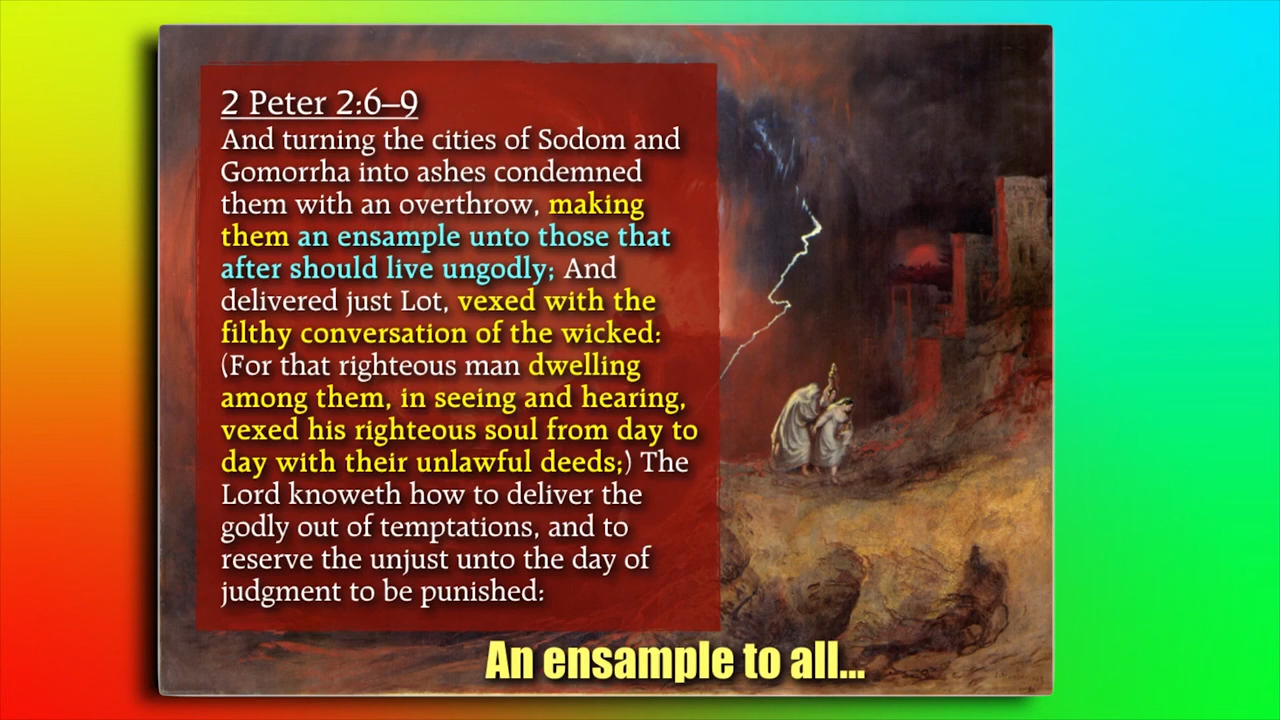 2 Peter 2:6–9
And turning the cities of Sodom and
Gomorrha into ashes condemned
them with an overthrow, making
them an ensample unto those that
after should live ungodly; And
delivered just Lot, vexed with the
filthy conversation of the wicked:
(For that righteous man dwelling
among them, in seeing and hearing,
vexed his righteous soul from day to
day with their unlawful deeds;) The
Lord knoweth how to deliver the
godly out of temptations, and to
reserve the unjust unto the day of
judgment to be punished:
An ensample to all...